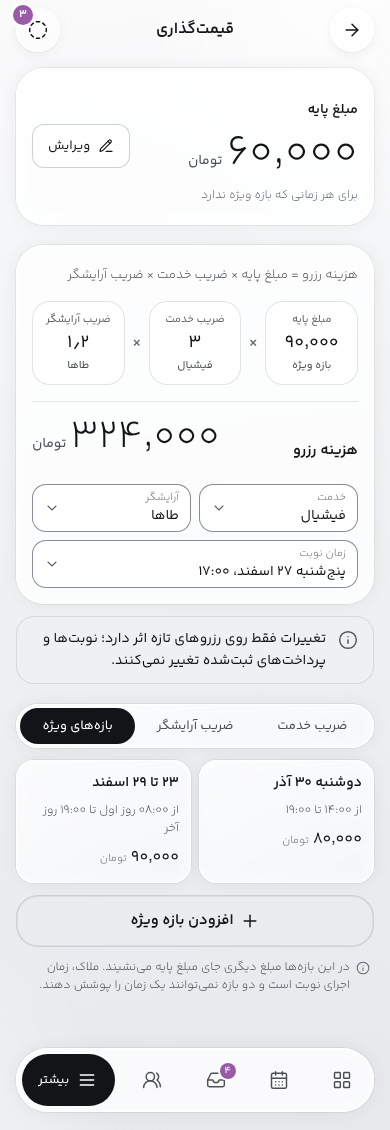 قیمت‌گذاری
۳
مبلغ پایه
۶۰,۰۰۰ تومان
ویرایش
برای هر زمانی که بازه ویژه ندارد
هزینه رزرو = مبلغ پایه × ضریب خدمت × ضریب آرایشگر
مبلغ پایه
۹۰,۰۰۰
بازه ویژه
×
ضریب خدمت
۳
فیشیال
×
ضریب آرایشگر
۱٫۲
طاها
هزینه رزرو
۳۲۴,۰۰۰ تومان
خدمت
فیشیال
آرایشگر
طاها
زمان نوبت
پنج‌شنبه ۲۷ اسفند، ۱۷:۰۰
تغییرات فقط روی رزروهای تازه اثر دارد؛ نوبت‌ها و
پرداخت‌های ثبت‌شده تغییر نمی‌کنند.
ضریب خدمت
ضریب آرایشگر
بازه‌های ویژه
دوشنبه ۳۰ آذر
از ۱۴:۰۰ تا ۱۹:۰۰
۸۰,۰۰۰ تومان
۲۳ تا ۲۹ اسفند
از ۰۸:۰۰ روز اول تا ۱۹:۰۰ روز
آخر
۹۰,۰۰۰ تومان
افزودن بازه ویژه
در این بازه‌ها مبلغ دیگری جای مبلغ پایه می‌نشیند. ملاک، زمان
اجرای نوبت است و دو بازه نمی‌توانند یک زمان را پوشش دهند.
۴
بیشتر